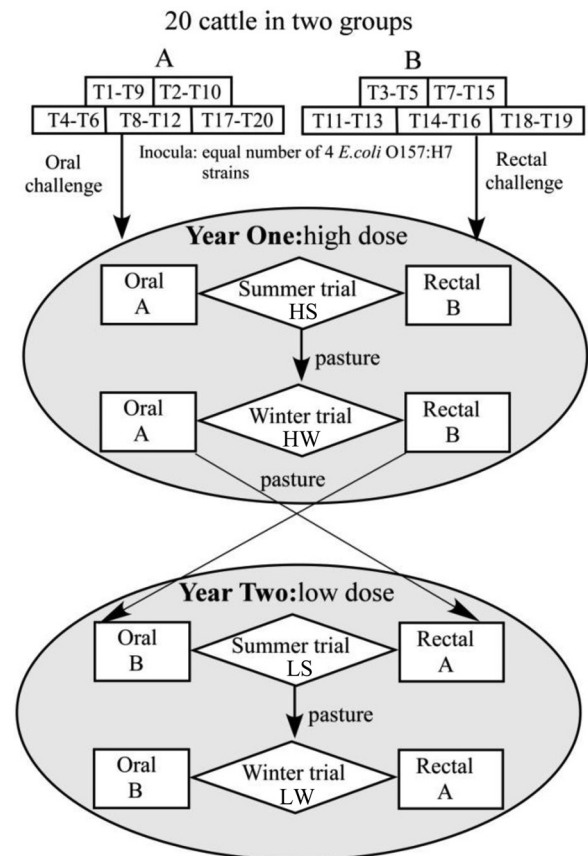 20 cattle in two groups
A B
T1-T9 T2-T10 T3-T5 T7-T15
T4-T6 T8-T12 T17-T20 T11-T13 T14-T16 T18-T19
Oral
challenge
Inocula: equal number of 4 E.coli O157:H7
strains
Rectal
challenge
Year One:high dose
Oral
A
Summer trial
HS
Rectal
B
pasture
Oral
A
Winter trial
HW
Rectal
B
pasture
Year Two:low dose
Oral
B
Summer trial
LS
Rectal
A
pasture
Oral
B
Winter trial
LW
Rectal
A